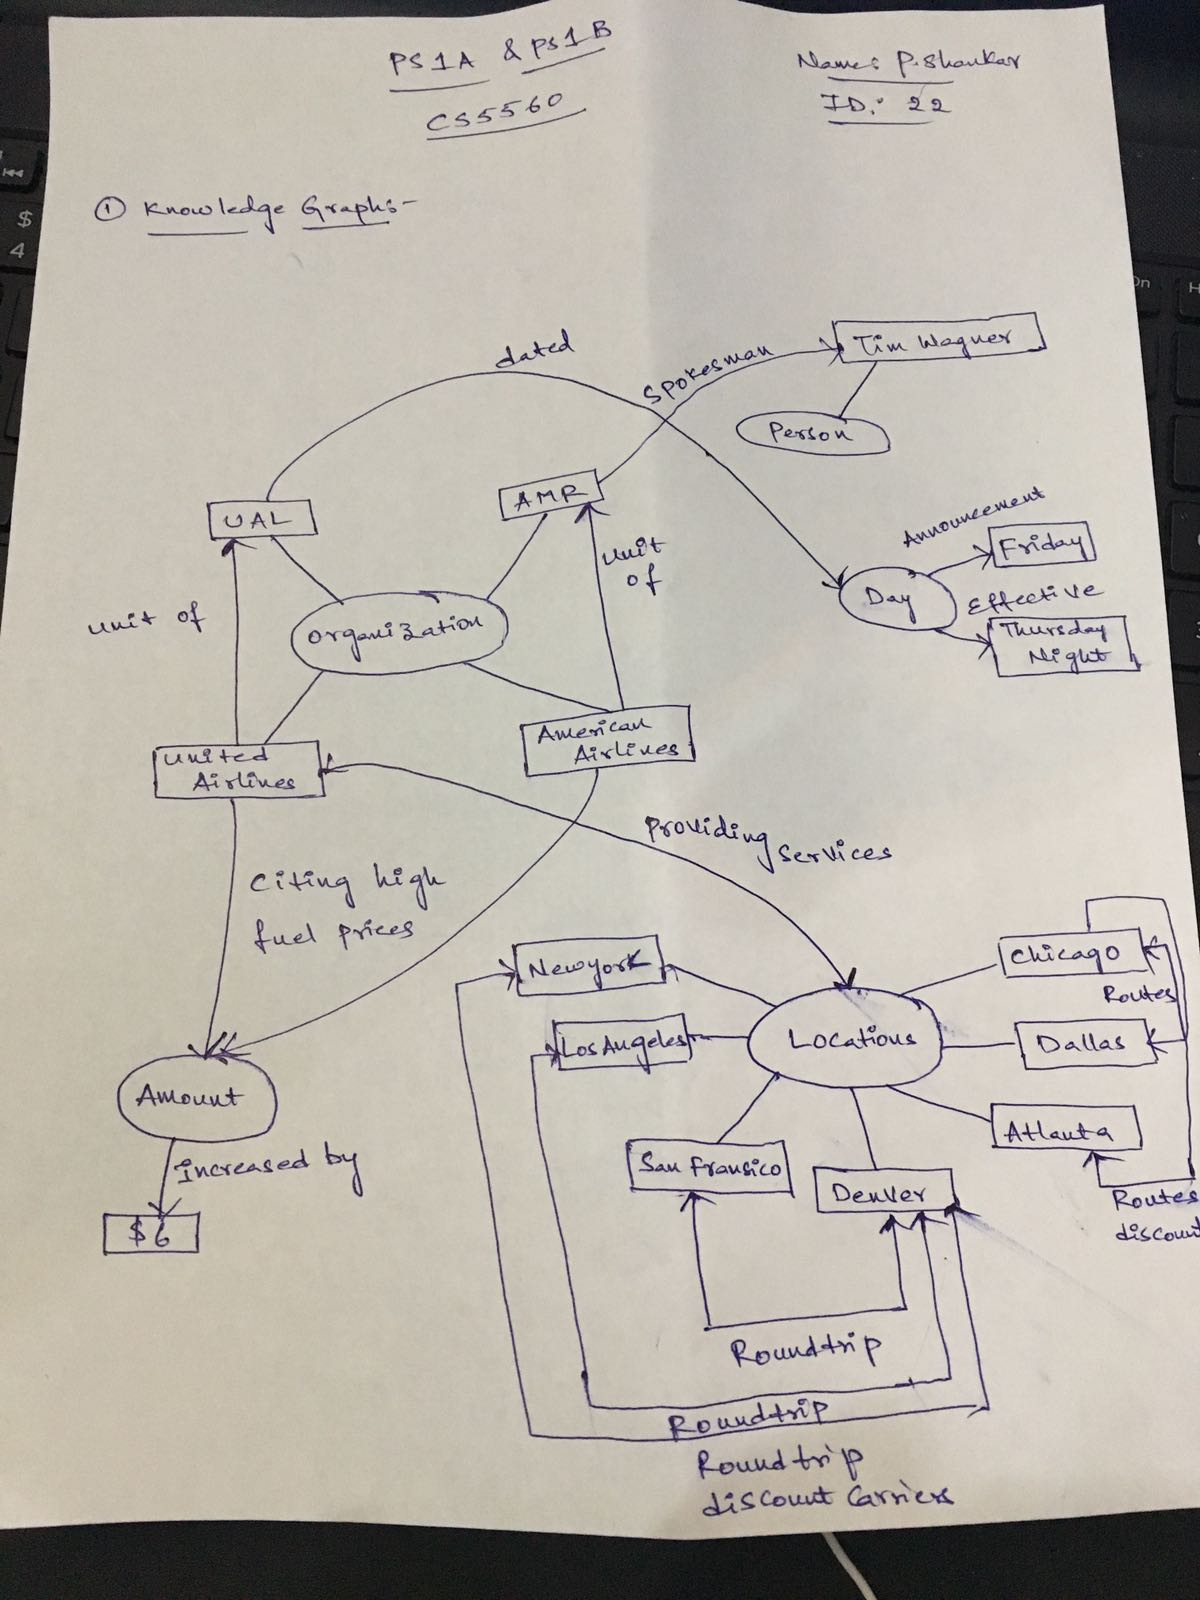 PS1A & PS1B
CS5560
Name: P.Shankar
ID: 22
① Knowledge Graph:-
dated
Spokesman
Tim Wagner
Person
UAL
AMR
unit of
unit
of
Organization
Announcement
Friday
Day
Effective
Thursday
Night
United
Airlines
American
Airlines
Providing
Services
Citing high
fuel prices
Newyork
Chicago
Routes
Los Angeles
Locations
Dallas
Amount
Atlanta
San Fransico
Denver
increased by
$6
Routes
discount
Roundtrip
Roundtrip
Roundtrip
discount Carriers
$
4